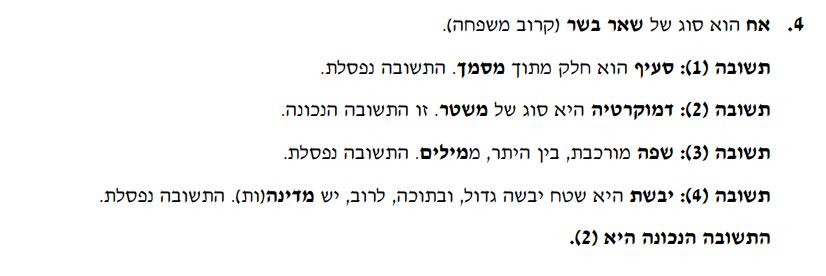 4. אח הוא סוג של שאר בשר (קרוב משפחה).
תשובה (1): סעיף הוא חלק מתוך מסמך. התשובה נפסלת.
תשובה (2): דמוקרטיה היא סוג של משטר. זו התשובה הנכונה.
תשובה (3): שפה מורכבת, בין היתר, ממילים. התשובה נפסלת.
תשובה (4): יבשת היא שטח יבשה גדול, ובתוכה, לרוב, יש מדינה(ות). התשובה נפסלת.
התשובה הנכונה היא (2).